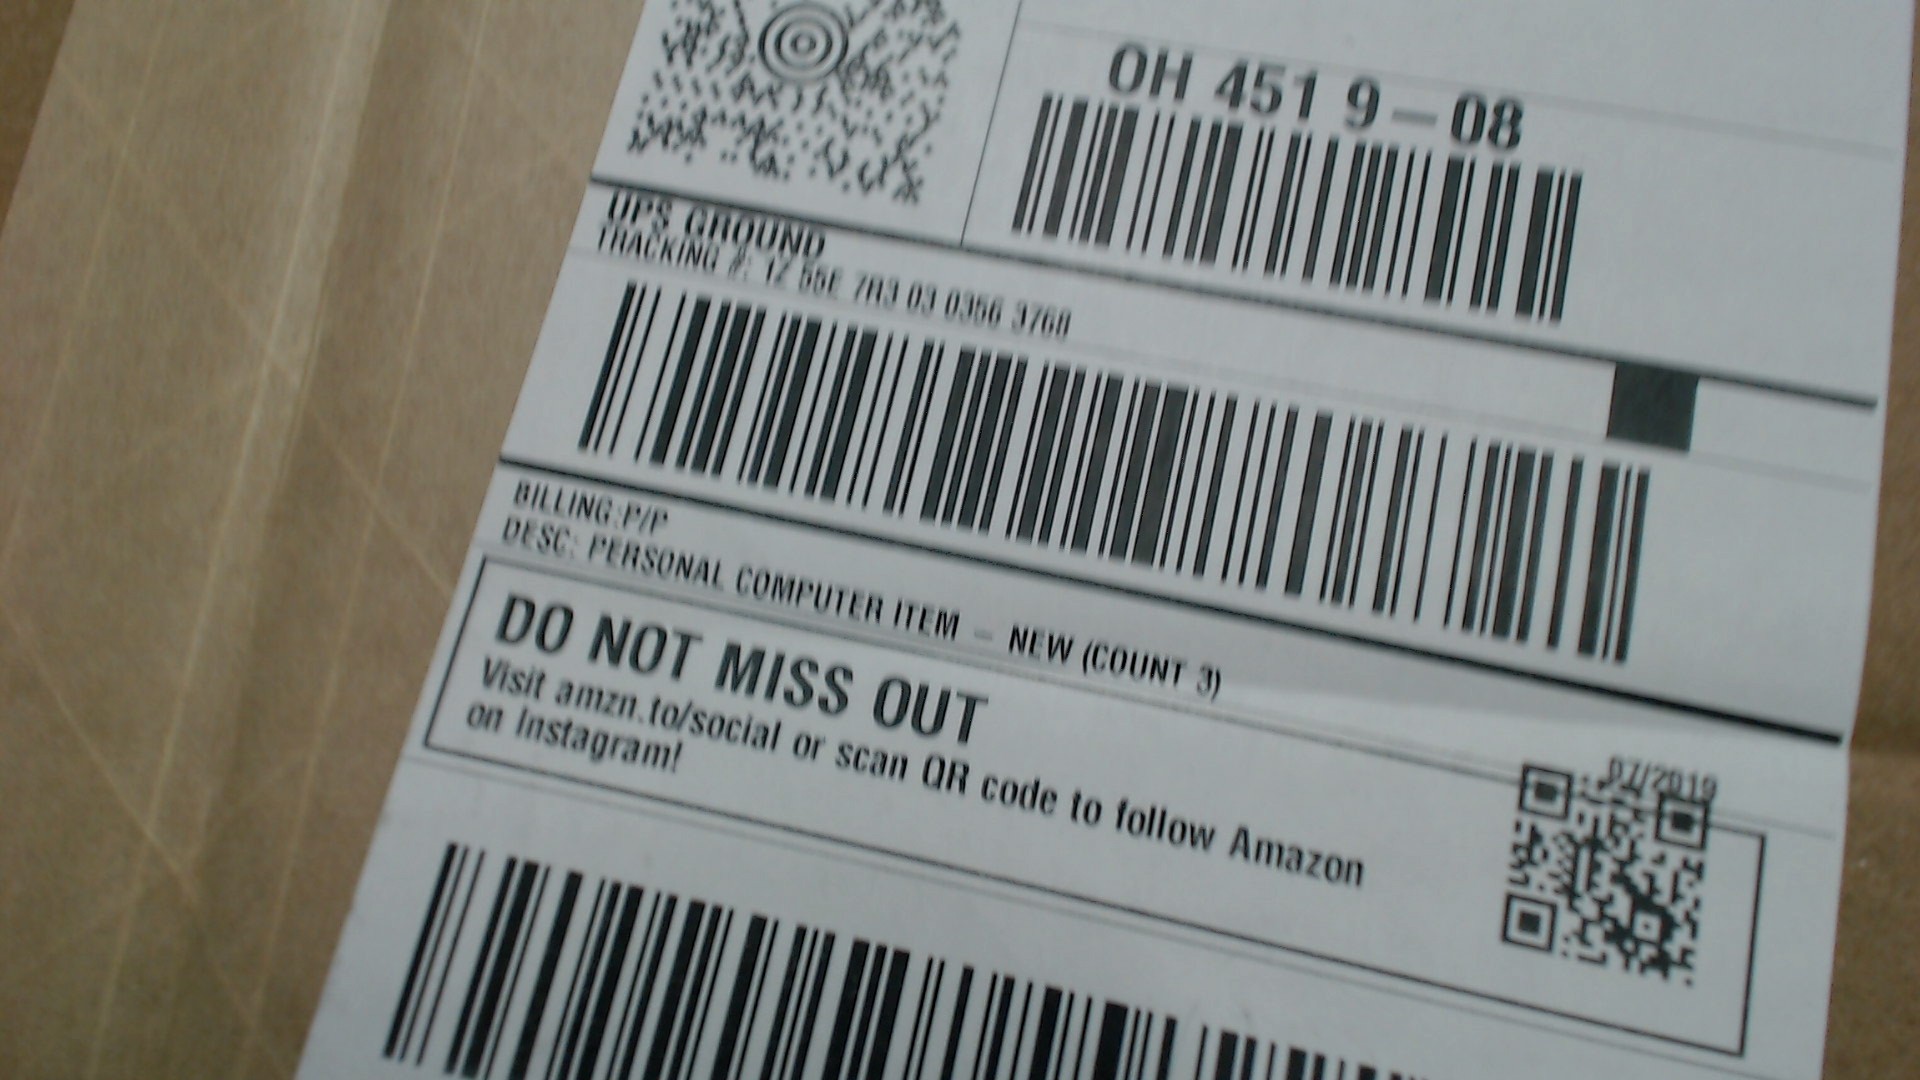 OH 451 9-08
UPS GROUND
TRACKING #: 1Z 55E 7R3 03 0356 3768
BILLING:P/P
DESC: PERSONAL COMPUTER ITEM - NEW (COUNT 3)
07/2019
DO NOT MISS OUT
Visit amzn.to/social or scan QR code to follow Amazon
on Instagram!